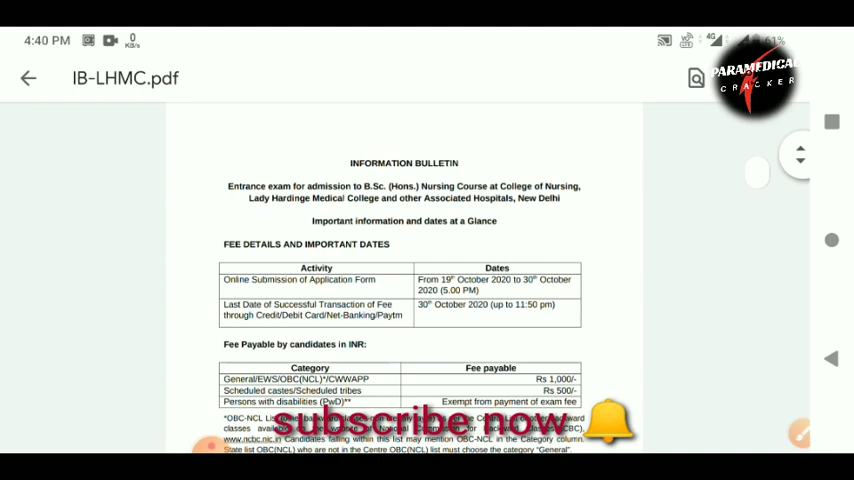 4:40 PM 0 KB/s 4G 61%
IB-LHMC.pdf
PARAMEDICAL
CRACKER
INFORMATION BULLETIN
Entrance exam for admission to B.Sc. (Hons.) Nursing Course at College of Nursing,
Lady Hardinge Medical College and other Associated Hospitals, New Delhi
Important information and dates at a Glance
FEE DETAILS AND IMPORTANT DATES
Activity Dates
Online Submission of Application Form From 19th October 2020 to 30th October
2020 (5.00 PM)
Last Date of Successful Transaction of Fee 30th October 2020 (up to 11:50 pm)
through Credit/Debit Card/Net-Banking/Paytm
Fee Payable by candidates in INR:
Category Fee payable
General/EWS/OBC(NCL)*/CWWAPP Rs 1,000/-
Scheduled castes/Scheduled tribes Rs 500/-
Persons with disabilities (PwD)** Exempt from payment of exam fee
subscribe now
*OBC-NCL
classes
www.ncbc.nic.in Candidates falling within this list may mention OBC-NCL in the Category column.
State list OBC(NCL) who are not in the Centre OBC(NCL) list must choose the category "General".